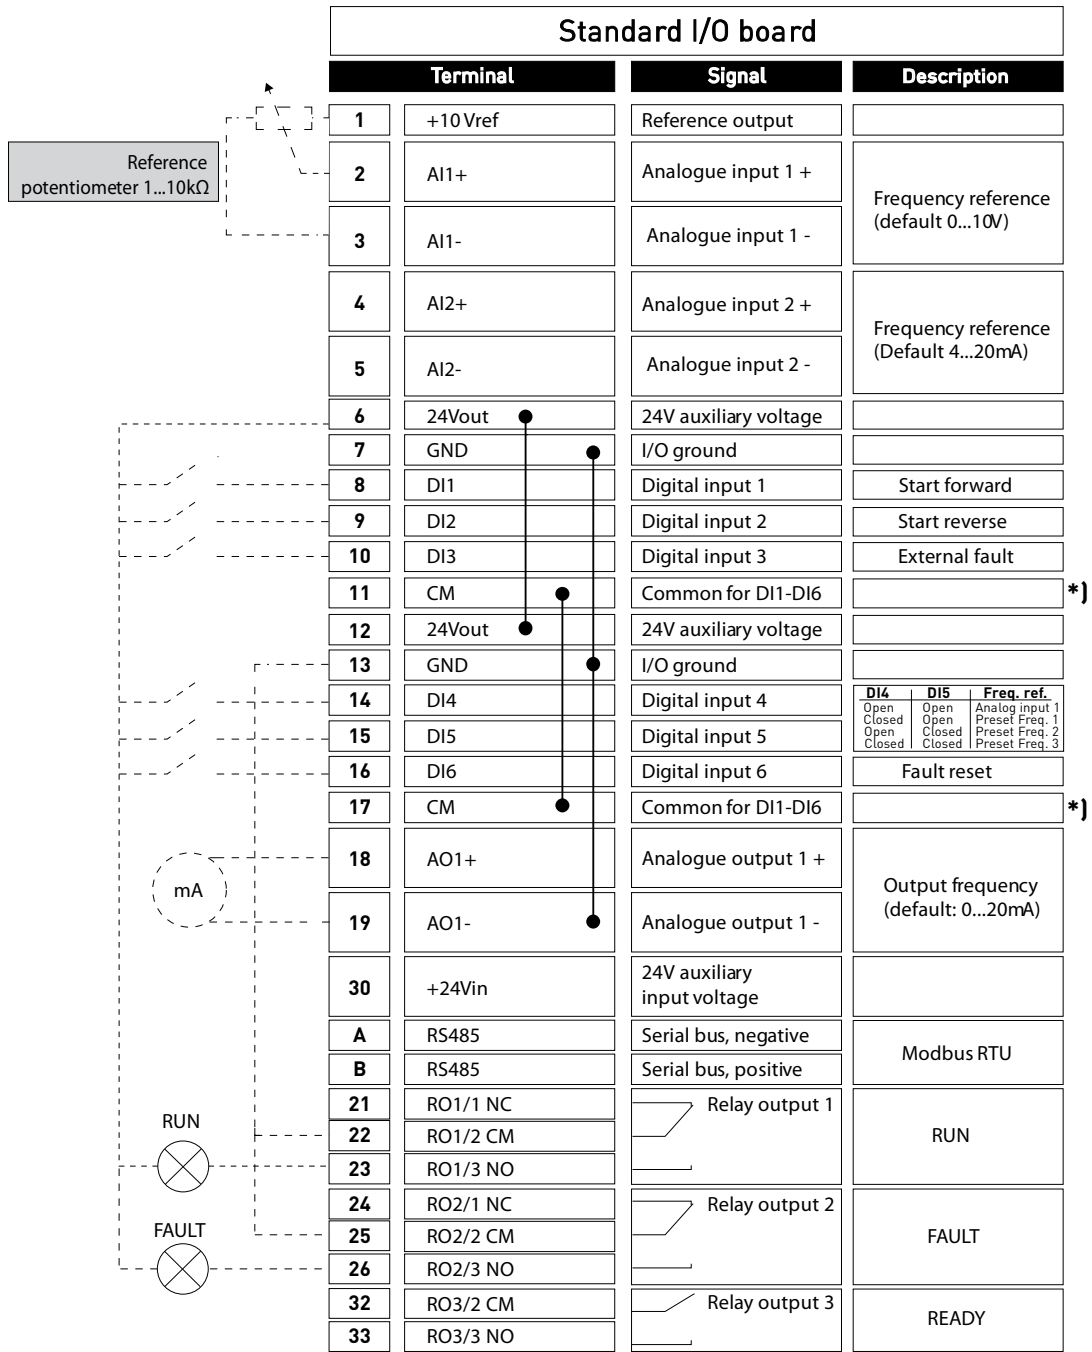 Standard I/O board
Terminal Signal Description
1 +10 Vref Reference output
Reference
potentiometer 1...10kΩ
2 AI1+ Analogue input 1 +
Frequency reference
(default 0...10V)
3 AI1- Analogue input 1 -
4 AI2+ Analogue input 2 +
Frequency reference
(Default 4...20mA)
5 AI2- Analogue input 2 -
6 24Vout 24V auxiliary voltage
7 GND I/O ground
8 DI1 Digital input 1 Start forward
9 DI2 Digital input 2 Start reverse
10 DI3 Digital input 3 External fault
11 CM Common for DI1-DI6 *)
12 24Vout 24V auxiliary voltage
13 GND I/O ground
14 DI4 Digital input 4
DI4 DI5 Freq. ref.
Open Open Analog input 1
Closed Open Preset Freq. 1
Open Closed Preset Freq. 2
Closed Closed Preset Freq. 3
15 DI5 Digital input 5
16 DI6 Digital input 6 Fault reset
17 CM Common for DI1-DI6 *)
18 AO1+ Analogue output 1 +
mA
Output frequency
(default: 0...20mA)
19 AO1- Analogue output 1 -
30 +24Vin 24V auxiliary
input voltage
A RS485 Serial bus, negative
Modbus RTU
B RS485 Serial bus, positive
21 RO1/1 NC Relay output 1
RUN
22 RO1/2 CM RUN
23 RO1/3 NO
24 RO2/1 NC Relay output 2
FAULT
25 RO2/2 CM FAULT
26 RO2/3 NO
32 RO3/2 CM Relay output 3
READY
33 RO3/3 NO